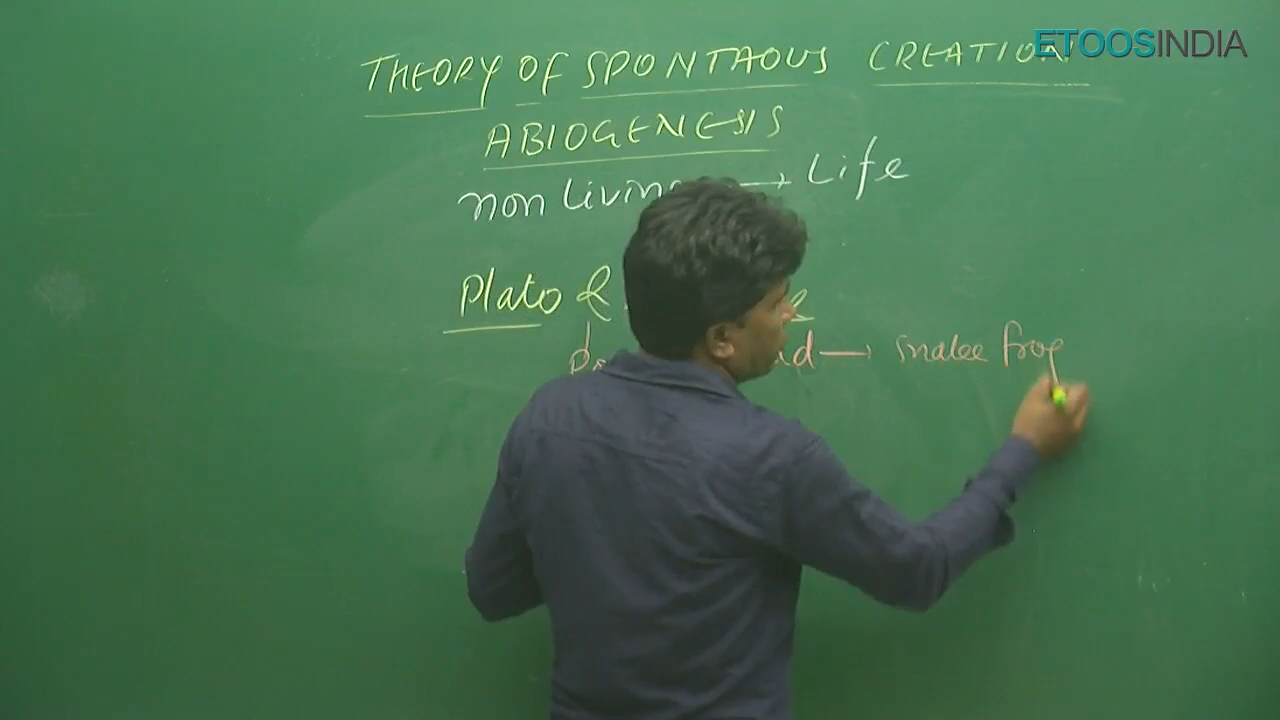 ETOOSINDIA
THEORY OF SPONTAOUS CREATION
ABIOGENESIS
non Living → Life
Plato &
→ Snake frog